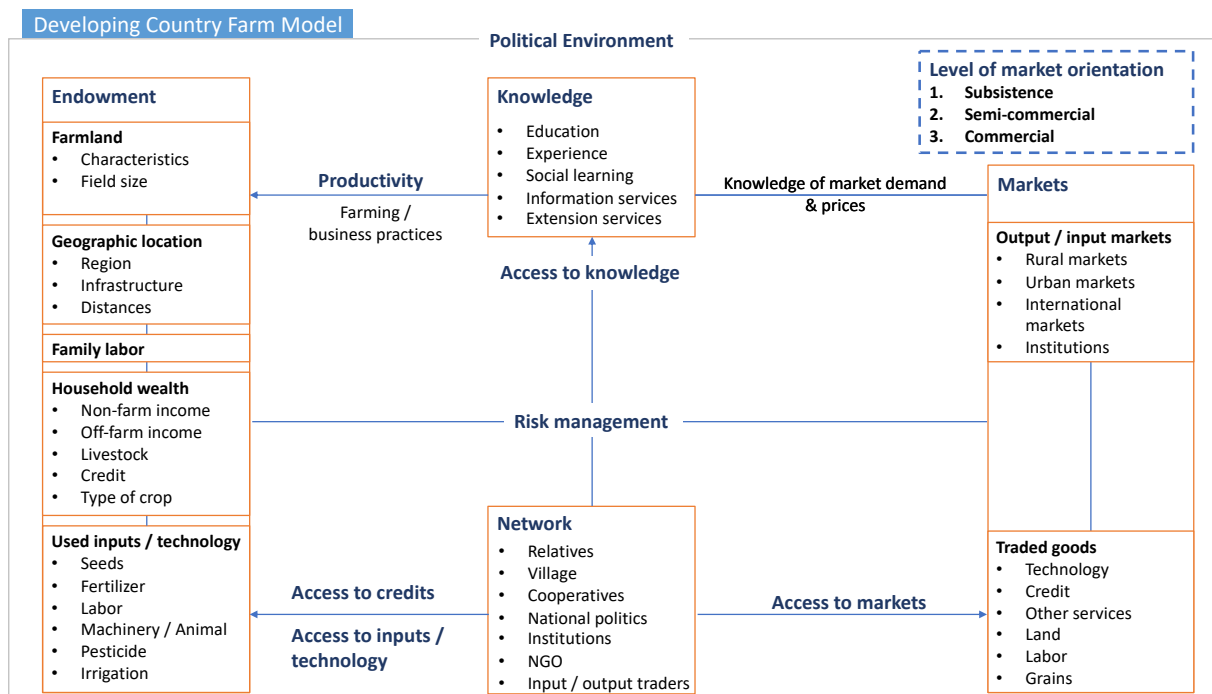 Developing Country Farm Model
Political Environment
Level of market orientation
1. Subsistence
2. Semi-commercial
3. Commercial
Endowment
Farmland
• Characteristics
• Field size
Geographic location
• Region
• Infrastructure
• Distances
Family labor
Household wealth
• Non-farm income
• Off-farm income
• Livestock
• Credit
• Type of crop
Used inputs / technology
• Seeds
• Fertilizer
• Labor
• Machinery / Animal
• Pesticide
• Irrigation
Productivity
Farming /
business practices
Knowledge
• Education
• Experience
• Social learning
• Information services
• Extension services
Access to knowledge
Risk management
Network
• Relatives
• Village
• Cooperatives
• National politics
• Institutions
• NGO
• Input / output traders
Access to credits
Access to inputs /
technology
Knowledge of market demand
& prices
Access to markets
Markets
Output / input markets
• Rural markets
• Urban markets
• International
markets
• Institutions
Traded goods
• Technology
• Credit
• Other services
• Land
• Labor
• Grains